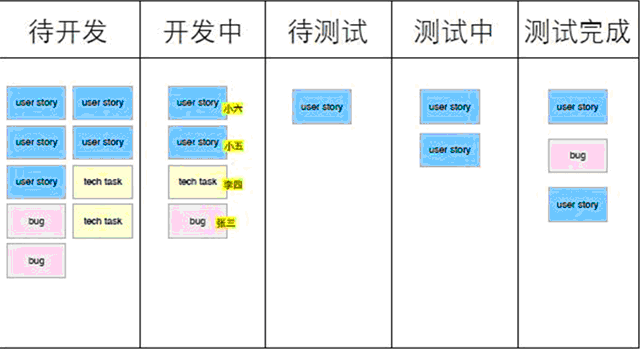 待开发 开发中 待测试 测试中 测试完成
user story user story user story 小六 user story user story user story
user story user story user story 小五 user story bug
user story tech task tech task 李四 user story
bug tech task bug 张三
bug